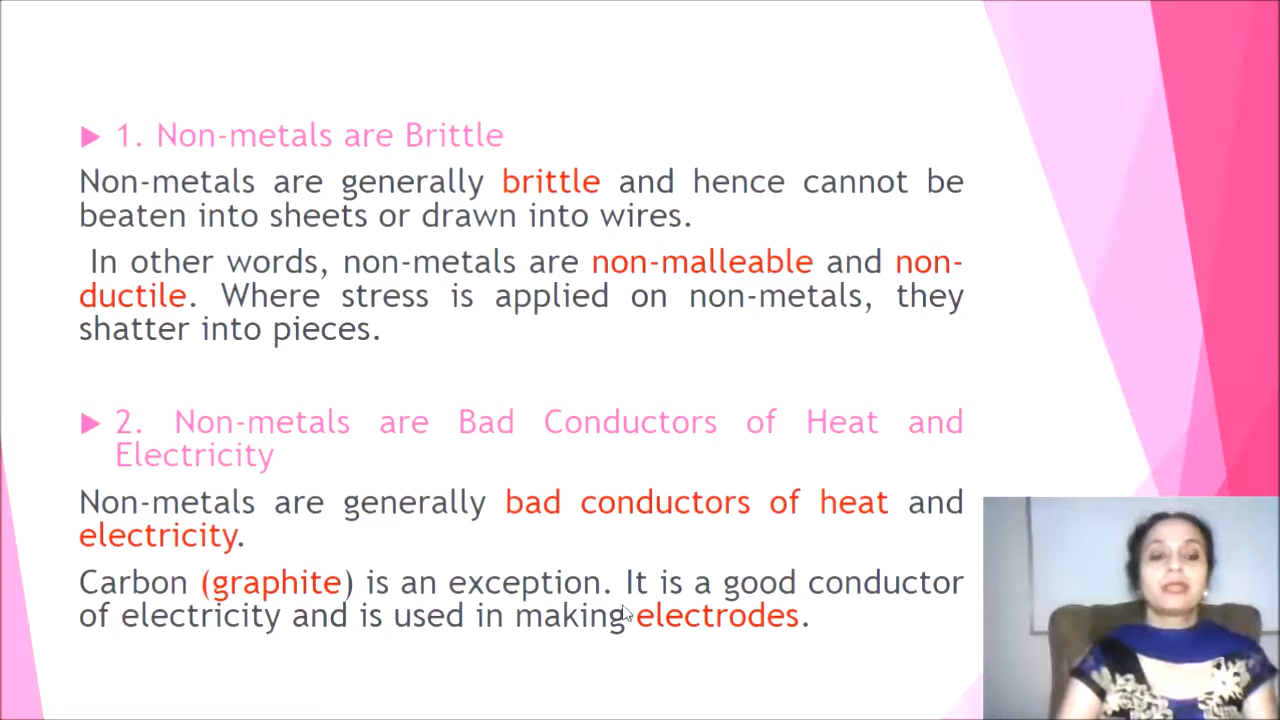 1. Non-metals are Brittle
Non-metals are generally brittle and hence cannot be
beaten into sheets or drawn into wires.
In other words, non-metals are non-malleable and non-
ductile. Where stress is applied on non-metals, they
shatter into pieces.
2. Non-metals are Bad Conductors of Heat and
Electricity
Non-metals are generally bad conductors of heat and
electricity.
Carbon (graphite) is an exception. It is a good conductor
of electricity and is used in making electrodes.